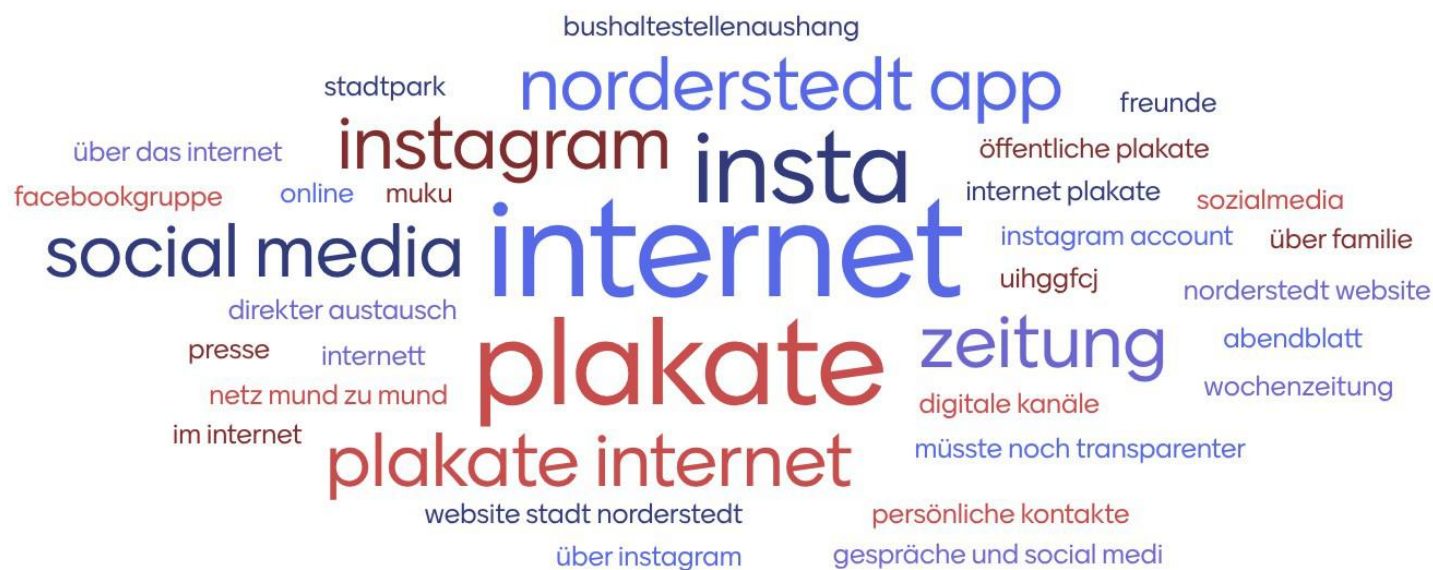 bushaltestellenaushang
stadtpark
norderstedt app
freunde
instagram
insta
über das internet
öffentliche plakate
facebookgruppe
online
muku
internet plakate
sozialmedia
social media
internet
instagram account
über familie
uihggfcj
norderstedt website
direkter austausch
presse
internett
plakate
zeitung
abendblatt
netz mund zu mund
wochenzeitung
digitale kanäle
im internet
plakate internet
müsste noch transparenter
website stadt norderstedt
persönliche kontakte
über instagram
gespräche und social medi